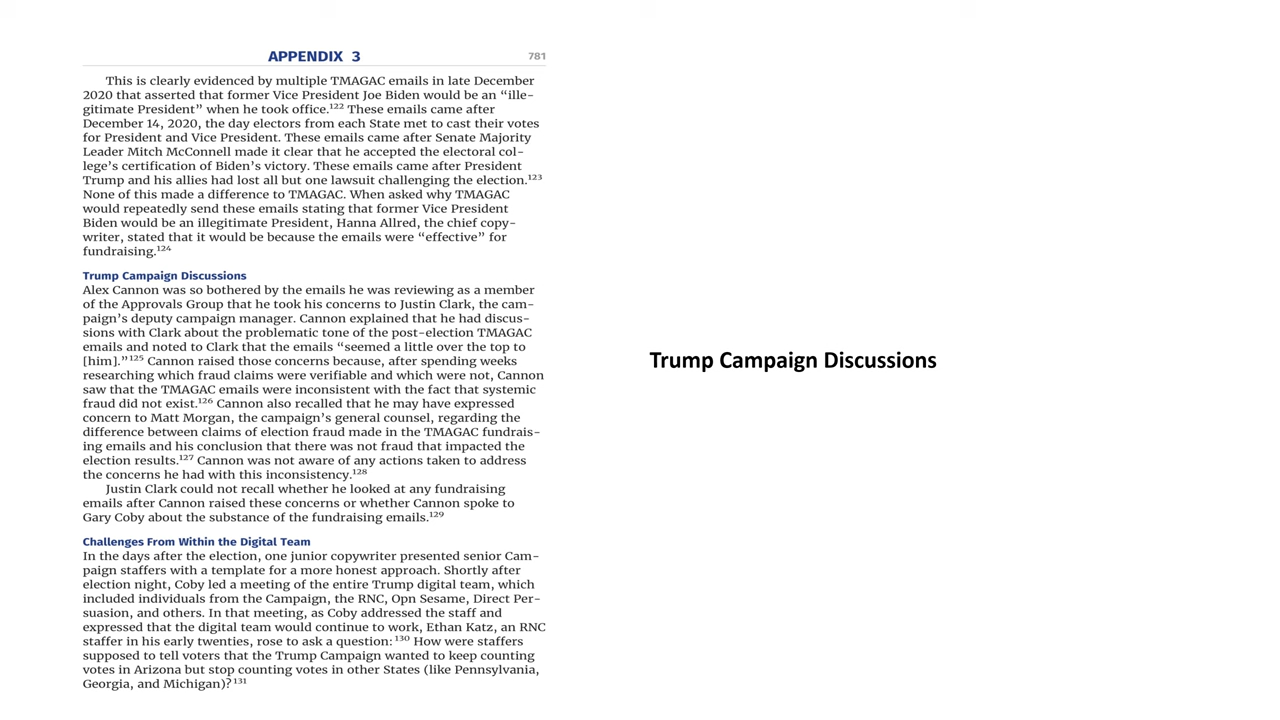 APPENDIX 3
781
This is clearly evidenced by multiple TMAGAC emails in late December
2020 that asserted that former Vice President Joe Biden would be an “ille-
gitimate President” when he took office.122 These emails came after
December 14, 2020, the day electors from each State met to cast their votes
for President and Vice President. These emails came after Senate Majority
Leader Mitch McConnell made it clear that he accepted the electoral col-
lege’s certification of Biden’s victory. These emails came after President
Trump and his allies had lost all but one lawsuit challenging the election.123
None of this made a difference to TMAGAC. When asked why TMAGAC
would repeatedly send these emails stating that former Vice President
Biden would be an illegitimate President, Hanna Allred, the chief copy-
writer, stated that it would be because the emails were “effective” for
fundraising.124
Trump Campaign Discussions
Alex Cannon was so bothered by the emails he was reviewing as a member
of the Approvals Group that he took his concerns to Justin Clark, the cam-
paign’s deputy campaign manager. Cannon explained that he had discus-
sions with Clark about the problematic tone of the post-election TMAGAC
emails and noted to Clark that the emails “seemed a little over the top to
[him].”125 Cannon raised those concerns because, after spending weeks
researching which fraud claims were verifiable and which were not, Cannon
saw that the TMAGAC emails were inconsistent with the fact that systemic
fraud did not exist.126 Cannon also recalled that he may have expressed
concern to Matt Morgan, the campaign’s general counsel, regarding the
difference between claims of election fraud made in the TMAGAC fundrais-
ing emails and his conclusion that there was not fraud that impacted the
election results.127 Cannon was not aware of any actions taken to address
the concerns he had with this inconsistency.128
Justin Clark could not recall whether he looked at any fundraising
emails after Cannon raised these concerns or whether Cannon spoke to
Gary Coby about the substance of the fundraising emails.129
Challenges From Within the Digital Team
In the days after the election, one junior copywriter presented senior Cam-
paign staffers with a template for a more honest approach. Shortly after
election night, Coby led a meeting of the entire Trump digital team, which
included individuals from the Campaign, the RNC, Opn Sesame, Direct Per-
suasion, and others. In that meeting, as Coby addressed the staff and
expressed that the digital team would continue to work, Ethan Katz, an RNC
staffer in his early twenties, rose to ask a question:130 How were staffers
supposed to tell voters that the Trump Campaign wanted to keep counting
votes in Arizona but stop counting votes in other States (like Pennsylvania,
Georgia, and Michigan)?131
Trump Campaign Discussions